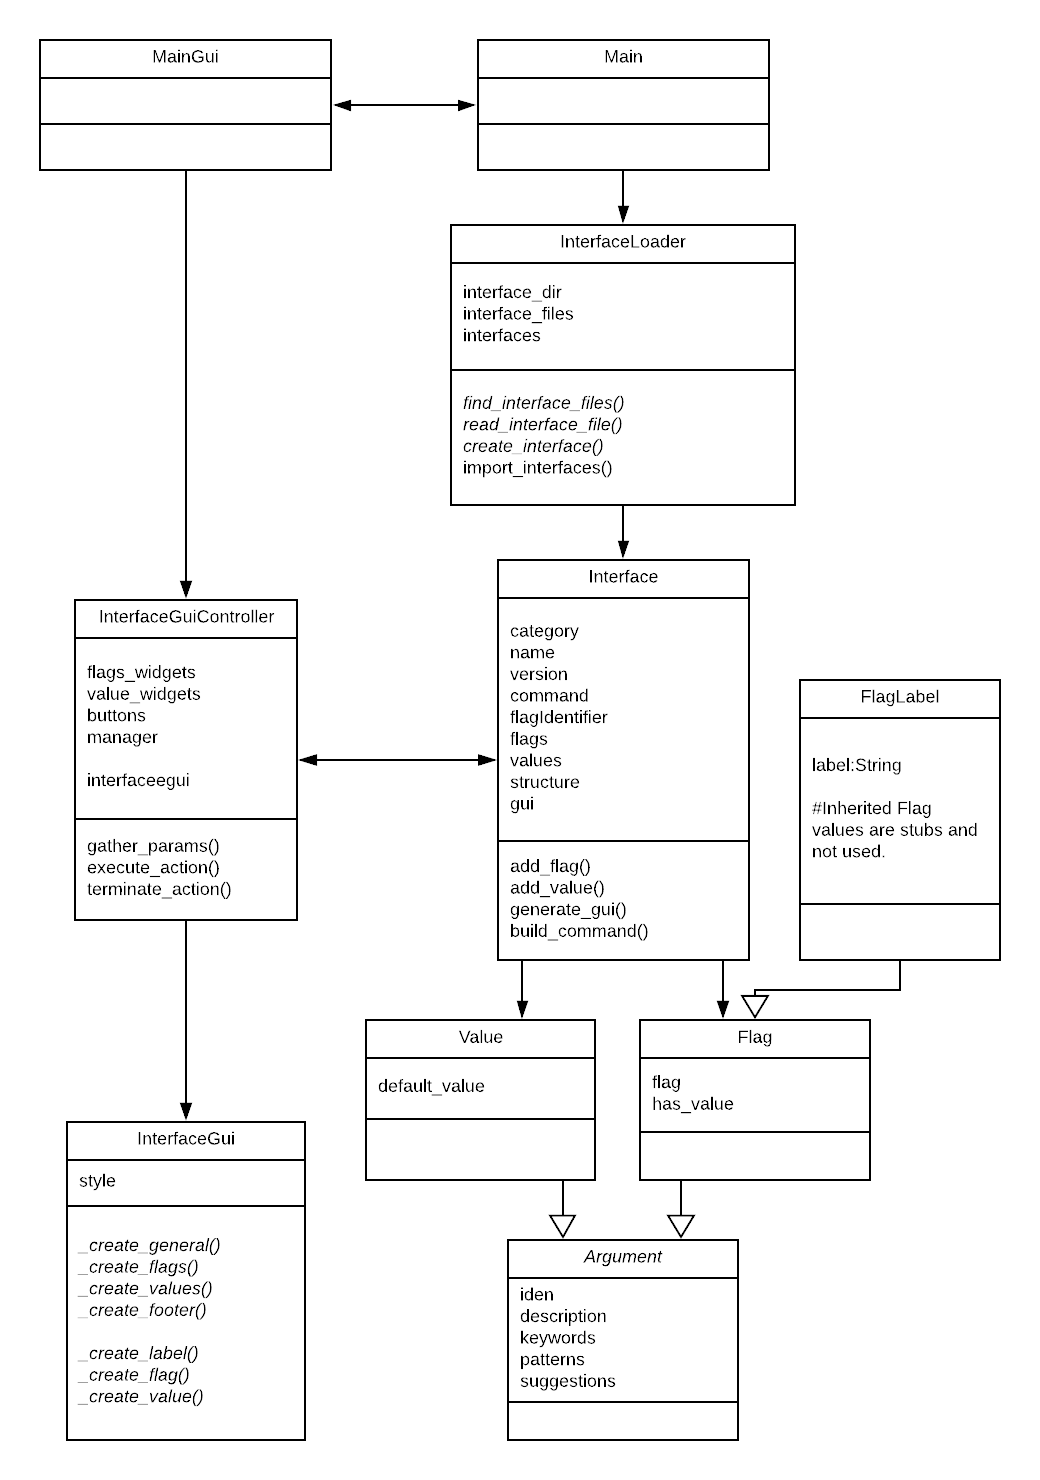 MainGui
Main
InterfaceLoader
interface_dir
interface_files
interfaces
find_interface_files()
read_interface_file()
create_interface()
import_interfaces()
Interface
category
name
version
command
flagIdentifier
flags
values
structure
gui
add_flag()
add_value()
generate_gui()
build_command()
InterfaceGuiController
flags_widgets
value_widgets
buttons
manager
interfaceegui
gather_params()
execute_action()
terminate_action()
FlagLabel
label:String
#Inherited Flag
values are stubs and
not used.
Value
default_value
Flag
flag
has_value
InterfaceGui
style
_create_general()
_create_flags()
_create_values()
_create_footer()
_create_label()
_create_flag()
_create_value()
Argument
iden
description
keywords
patterns
suggestions